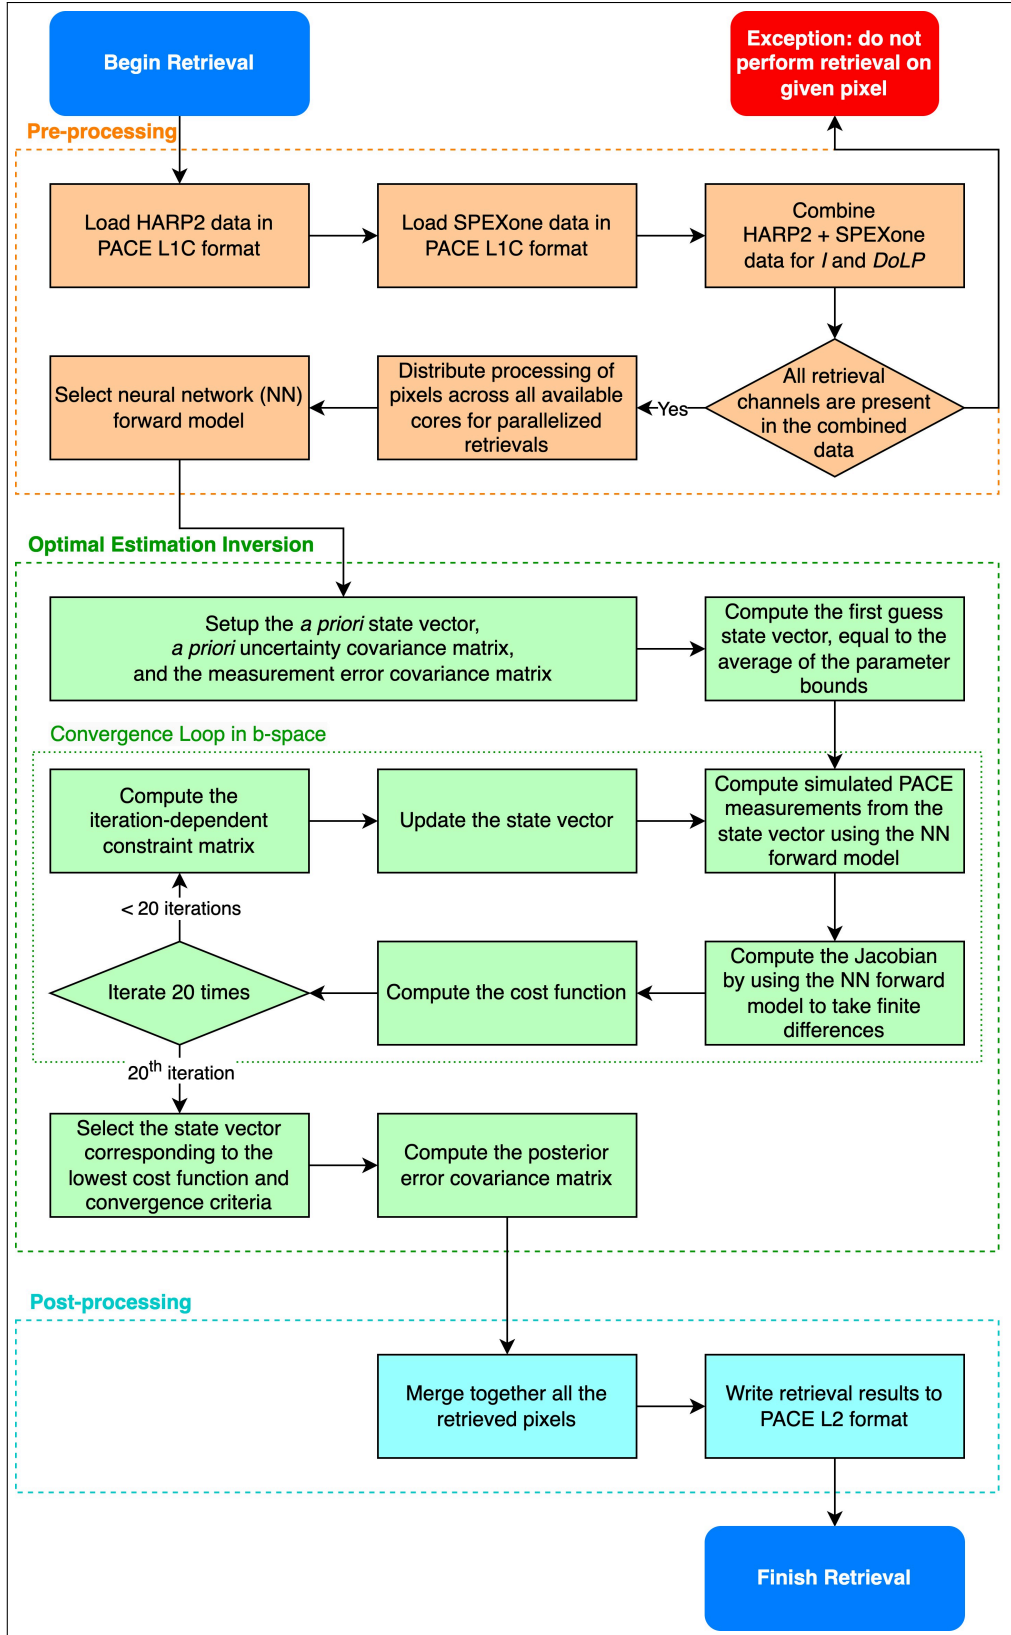 Begin Retrieval
Exception: do not
perform retrieval on
given pixel
Pre-processing
Load HARP2 data in
PACE L1C format
Load SPEXone data in
PACE L1C format
Combine
HARP2 + SPEXone
data for I and DoLP
Select neural network (NN)
forward model
Distribute processing of
pixels across all available
cores for parallelized
retrievals
Yes
All retrieval
channels are present
in the combined
data
Optimal Estimation Inversion
Setup the a priori state vector,
a priori uncertainty covariance matrix,
and the measurement error covariance matrix
Compute the first guess
state vector, equal to the
average of the parameter
bounds
Convergence Loop in b-space
Compute the
iteration-dependent
constraint matrix
Update the state vector
Compute simulated PACE
measurements from the
state vector using the NN
forward model
< 20 iterations
Iterate 20 times
Compute the cost function
Compute the Jacobian
by using the NN forward
model to take finite
differences
20th iteration
Select the state vector
corresponding to the
lowest cost function and
convergence criteria
Compute the posterior
error covariance matrix
Post-processing
Merge together all the
retrieved pixels
Write retrieval results to
PACE L2 format
Finish Retrieval